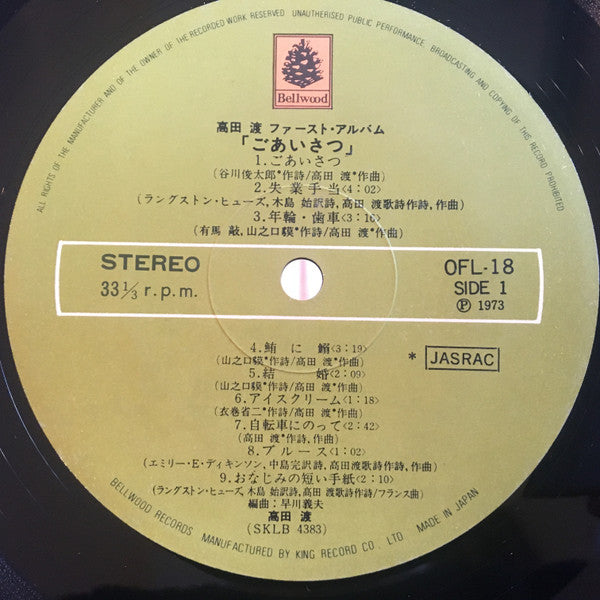 ALL RIGHTS OF THE MANUFACTURER AND OF THE OWNER OF THE RECORDED WORK RESERVED UNAUTHORISED PUBLIC PERFORMANCE, BROADCASTING AND COPYING OF THIS RECORD PROHIBITED
Bellwood
高田 渡 ファースト・アルバム
「ごあいさつ」
1.ごあいさつ
(谷川俊太郎*作詩/高田 渡*作曲)
2.失業手当<4:02)
(ラングストン・ヒューズ,木島 始訳詩,高田 渡歌詩作詩,作曲)
3.年輪・歯車<3:16)
(有馬 敲,山之口貘*作詩/高田 渡*作曲)
STEREO
33 1/3 r.p.m.
OFL-18
SIDE 1
Ⓟ 1973
4.鮪に鰯<3:19)
(山之口貘*作詩/高田 渡*作曲)
* JASRAC
5.結婚<2:09)
(山之口貘*作詩/高田 渡*作曲)
6.アイスクリーム<1:18)
(衣巻省二*作詩/高田 渡*作曲)
7.自転車にのって<2:42)
(高田 渡*作詩,作曲)
8.ブルース<1:02)
(エミリー・E・ディキンソン,中島完訳詩,高田渡歌詩作詩,作曲)
9.おなじみの短い手紙<2:10)
(ラングストン・ヒューズ,木島 始訳詩,高田 渡歌詩作詩/フランス曲)
編曲:早川義夫
高田 渡
(SKLB 4383)
BELLWOOD RECORDS MANUFACTURED BY KING RECORD CO., LTD. MADE IN JAPAN